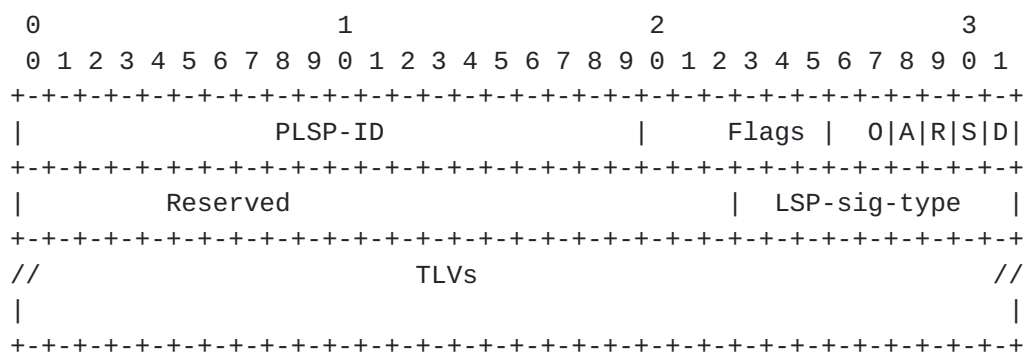 0                   1                   2                   3
 0 1 2 3 4 5 6 7 8 9 0 1 2 3 4 5 6 7 8 9 0 1 2 3 4 5 6 7 8 9 0 1
+-+-+-+-+-+-+-+-+-+-+-+-+-+-+-+-+-+-+-+-+-+-+-+-+-+-+-+-+-+-+-+-+
|                PLSP-ID                |     Flags |  O|A|R|S|D|
+-+-+-+-+-+-+-+-+-+-+-+-+-+-+-+-+-+-+-+-+-+-+-+-+-+-+-+-+-+-+-+-+
|         Reserved                            |  LSP-sig-type   |
+-+-+-+-+-+-+-+-+-+-+-+-+-+-+-+-+-+-+-+-+-+-+-+-+-+-+-+-+-+-+-+-+
//                        TLVs                                 //
|                                                               |
+-+-+-+-+-+-+-+-+-+-+-+-+-+-+-+-+-+-+-+-+-+-+-+-+-+-+-+-+-+-+-+-+